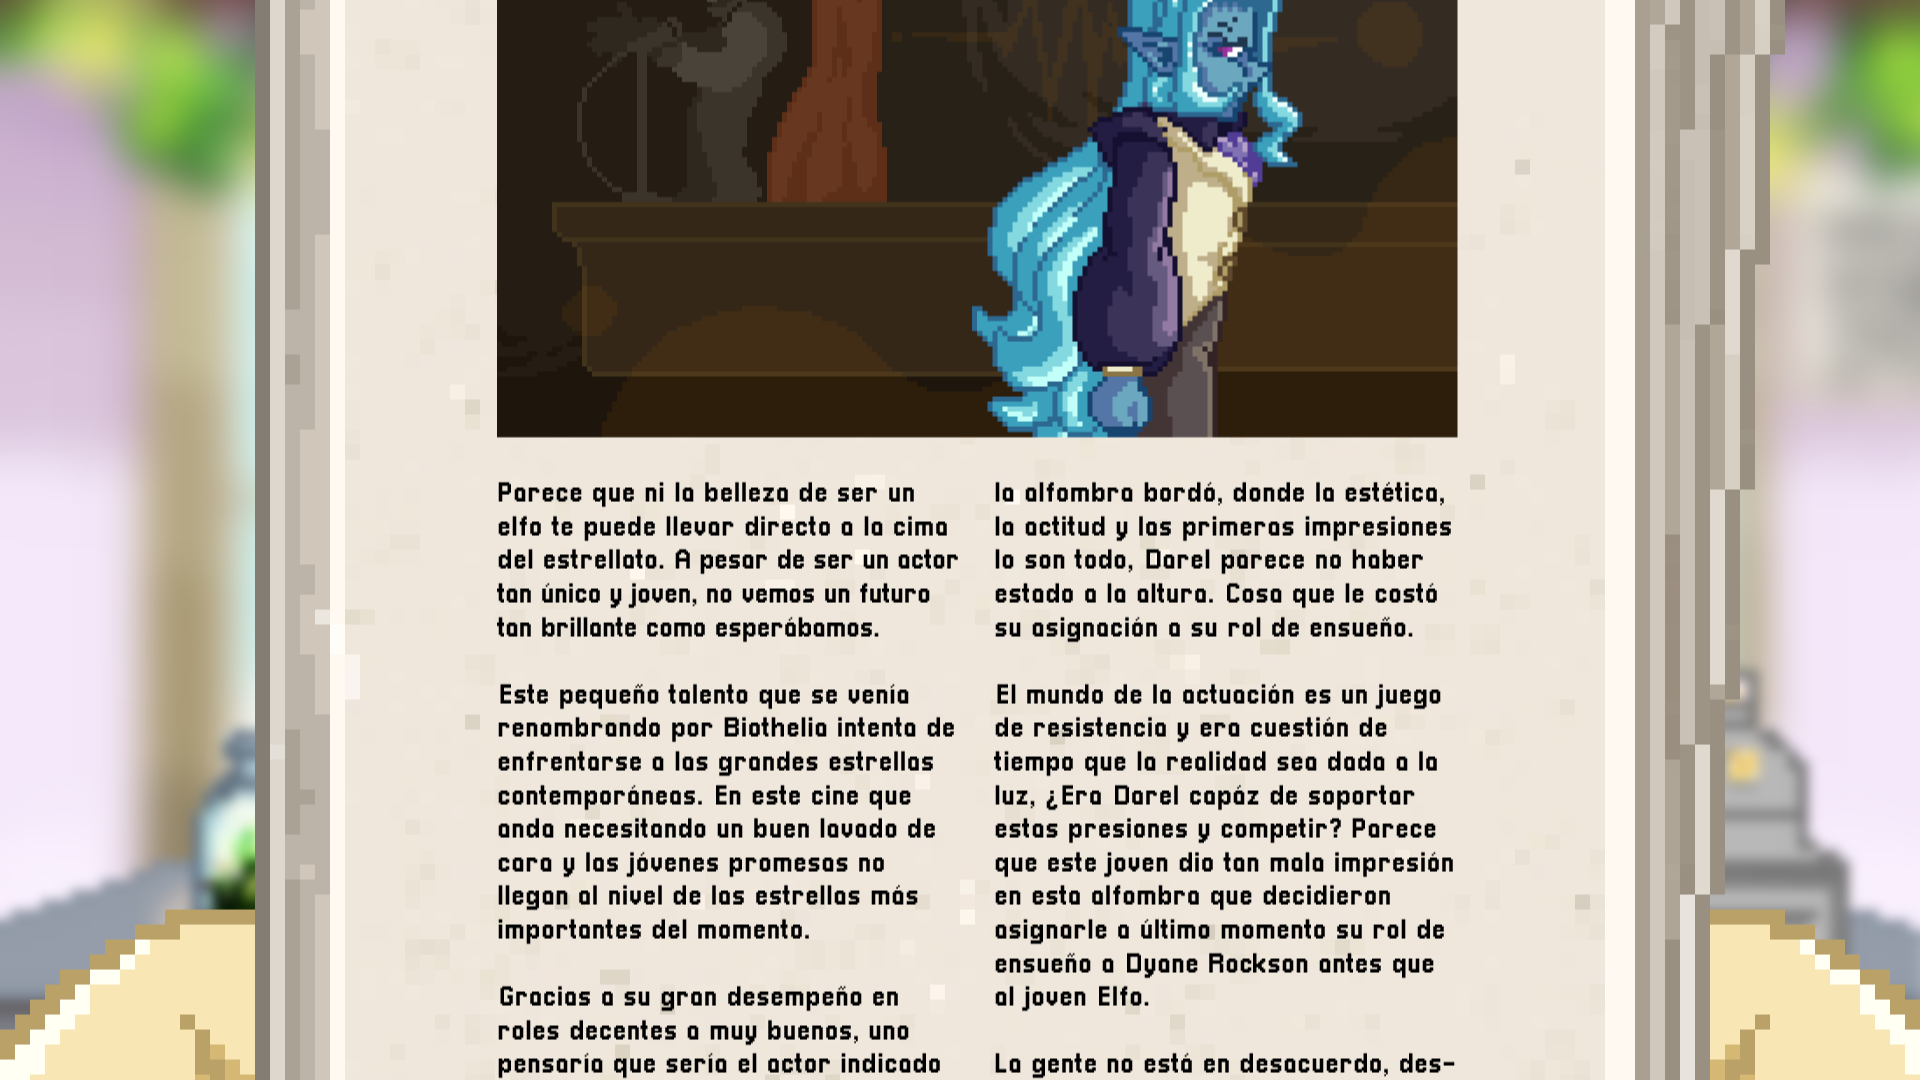 Parece que ni la belleza de ser un
elfo te puede llevar directo a la cima
del estrellato. A pesar de ser un actor
tan único y joven, no vemos un futuro
tan brillante como esperábamos.
Este pequeño talento que se venía
renombrando por Biothelia intenta de
enfrentarse a las grandes estrellas
contemporáneas. En este cine que
anda necesitando un buen lavado de
cara y las jóvenes promesas no
llegan al nivel de las estrellas más
importantes del momento.
Gracias a su gran desempeño en
roles decentes a muy buenos, uno
pensaría que sería el actor indicado
la alfombra bordó, donde la estética,
la actitud y las primeras impresiones
lo son todo, Darel parece no haber
estado a la altura. Cosa que le costó
su asignación a su rol de ensueño.
El mundo de la actuación es un juego
de resistencia y era cuestión de
tiempo que la realidad sea dada a la
luz, ¿Era Darel capáz de soportar
estas presiones y competir? Parece
que este joven dio tan mala impresión
en esta alfombra que decidieron
asignarle a último momento su rol de
ensueño a Dyane Rockson antes que
al joven Elfo.
La gente no está en desacuerdo, des-